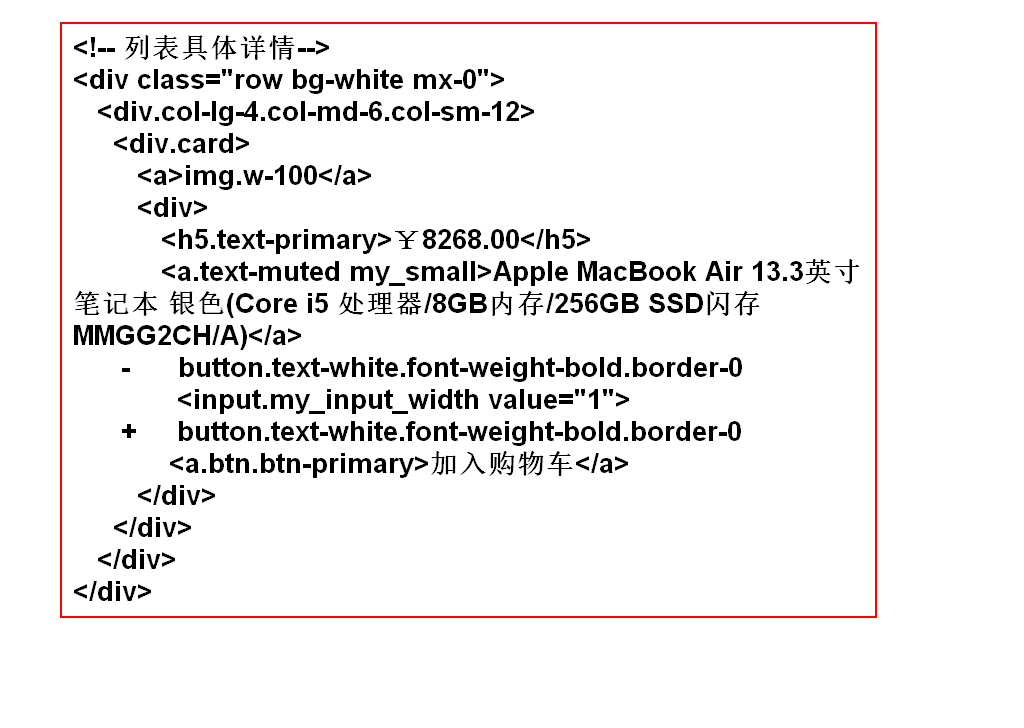 <!-- 列表具体详情-->
<div class="row bg-white mx-0">
<div.col-lg-4.col-md-6.col-sm-12>
<div.card>
<a>img.w-100</a>
<div>
<h5.text-primary>￥8268.00</h5>
<a.text-muted my_small>Apple MacBook Air 13.3英寸
笔记本 银色(Core i5 处理器/8GB内存/256GB SSD闪存
MMGG2CH/A)</a>
- button.text-white.font-weight-bold.border-0
<input.my_input_width value="1">
+ button.text-white.font-weight-bold.border-0
<a.btn.btn-primary>加入购物车</a>
</div>
</div>
</div>
</div>